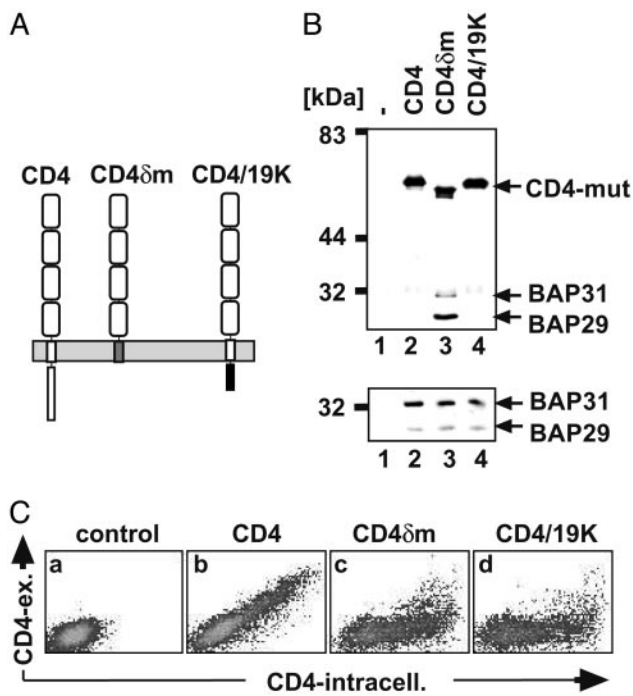 A
CD4 CD4δm CD4/19K
B
- CD4 CD4δm CD4/19K
[kDa]
83
CD4-mut
44
32
BAP31
BAP29
1 2 3 4
32
BAP31
BAP29
1 2 3 4
C
control CD4 CD4δm CD4/19K
a b c d
CD4-ex.
CD4-intracell.